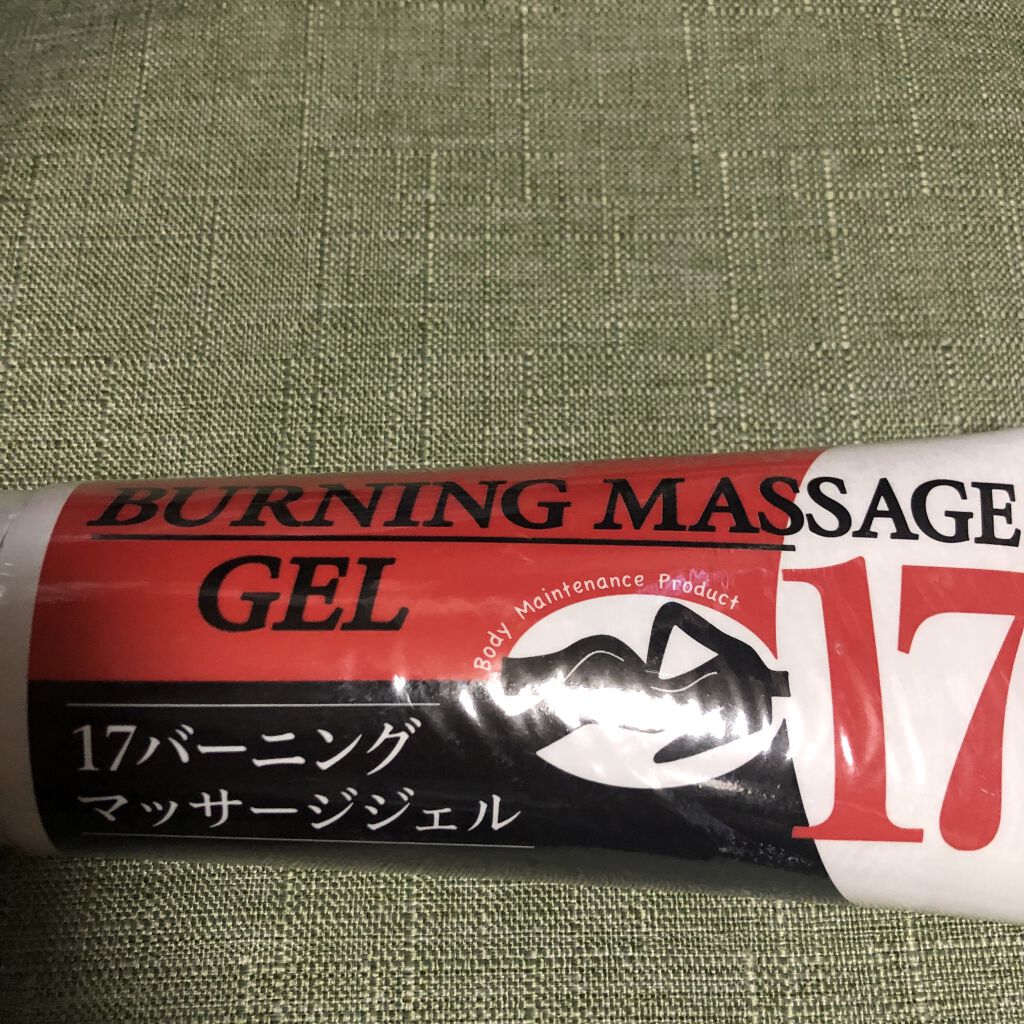 BURNING MASSAGE
GEL
17
Body Maintenance Product
17バーニング
マッサージジェル